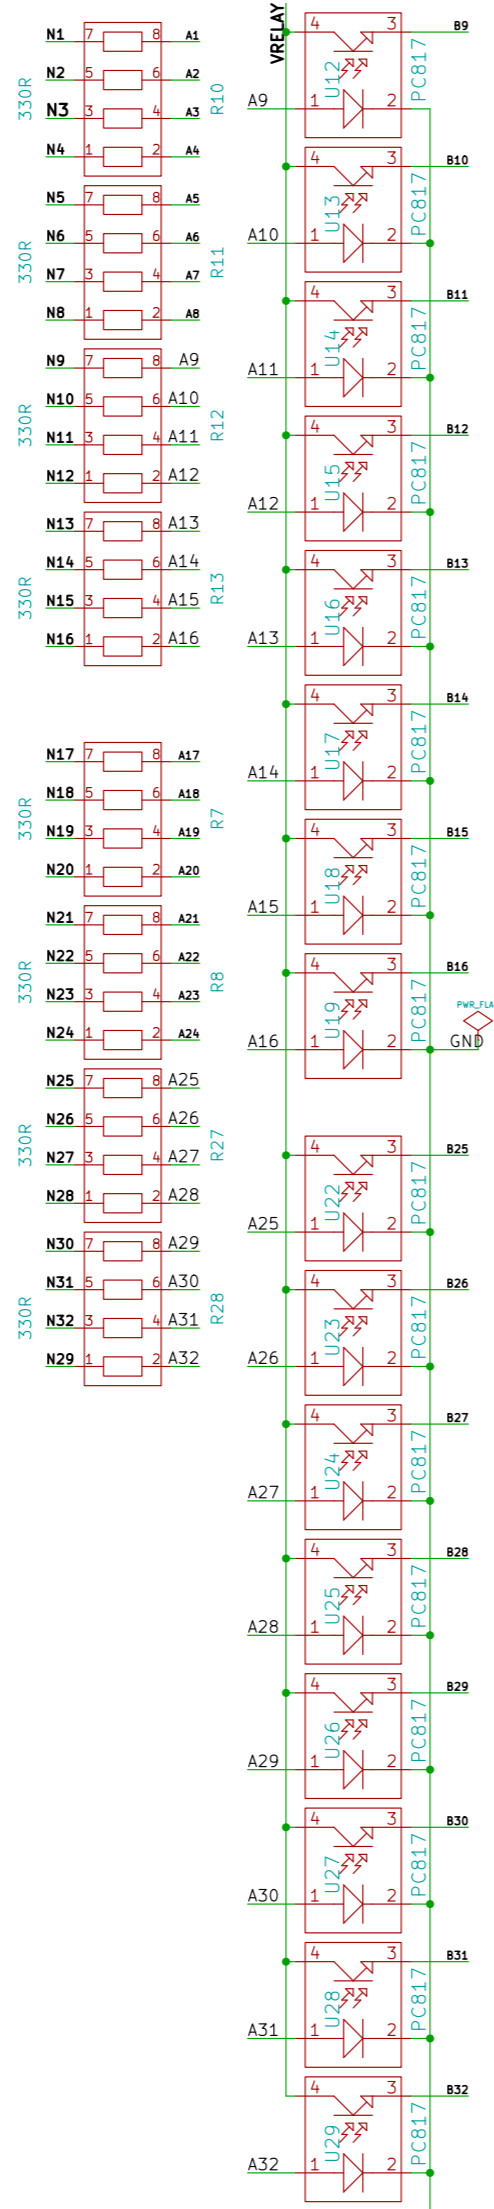 330R
N1 7 8 A1
N2 5 6 A2
N3 3 4 A3
N4 1 2 A4
R10
330R
N5 7 8 A5
N6 5 6 A6
N7 3 4 A7
N8 1 2 A8
R11
330R
N9 7 8 A9
N10 5 6 A10
N11 3 4 A11
N12 1 2 A12
R12
330R
N13 7 8 A13
N14 5 6 A14
N15 3 4 A15
N16 1 2 A16
R13
330R
N17 7 8 A17
N18 5 6 A18
N19 3 4 A19
N20 1 2 A20
R7
330R
N21 7 8 A21
N22 5 6 A22
N23 3 4 A23
N24 1 2 A24
R8
330R
N25 7 8 A25
N26 5 6 A26
N27 3 4 A27
N28 1 2 A28
R27
330R
N30 7 8 A29
N31 5 6 A30
N32 3 4 A31
N29 1 2 A32
R28
VRELAY
4 3 B9
U12
PC817
A9 1 2
4 3 B10
U13
PC817
A10 1 2
4 3 B11
U14
PC817
A11 1 2
4 3 B12
U15
PC817
A12 1 2
4 3 B13
U16
PC817
A13 1 2
4 3 B14
U17
PC817
A14 1 2
4 3 B15
U18
PC817
A15 1 2
4 3 B16
U19
PC817
A16 1 2
PWR_FLA
GND
4 3 B25
U22
PC817
A25 1 2
4 3 B26
U23
PC817
A26 1 2
4 3 B27
U24
PC817
A27 1 2
4 3 B28
U25
PC817
A28 1 2
4 3 B29
U26
PC817
A29 1 2
4 3 B30
U27
PC817
A30 1 2
4 3 B31
U28
PC817
A31 1 2
4 3 B32
U29
PC817
A32 1 2